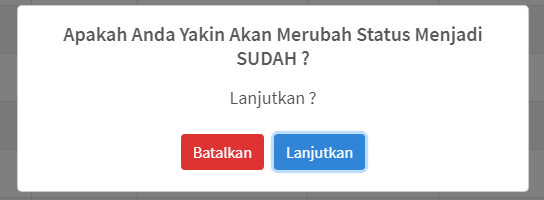 Apakah Anda Yakin Akan Merubah Status Menjadi
SUDAH ?
Lanjutkan ?
Batalkan
Lanjutkan